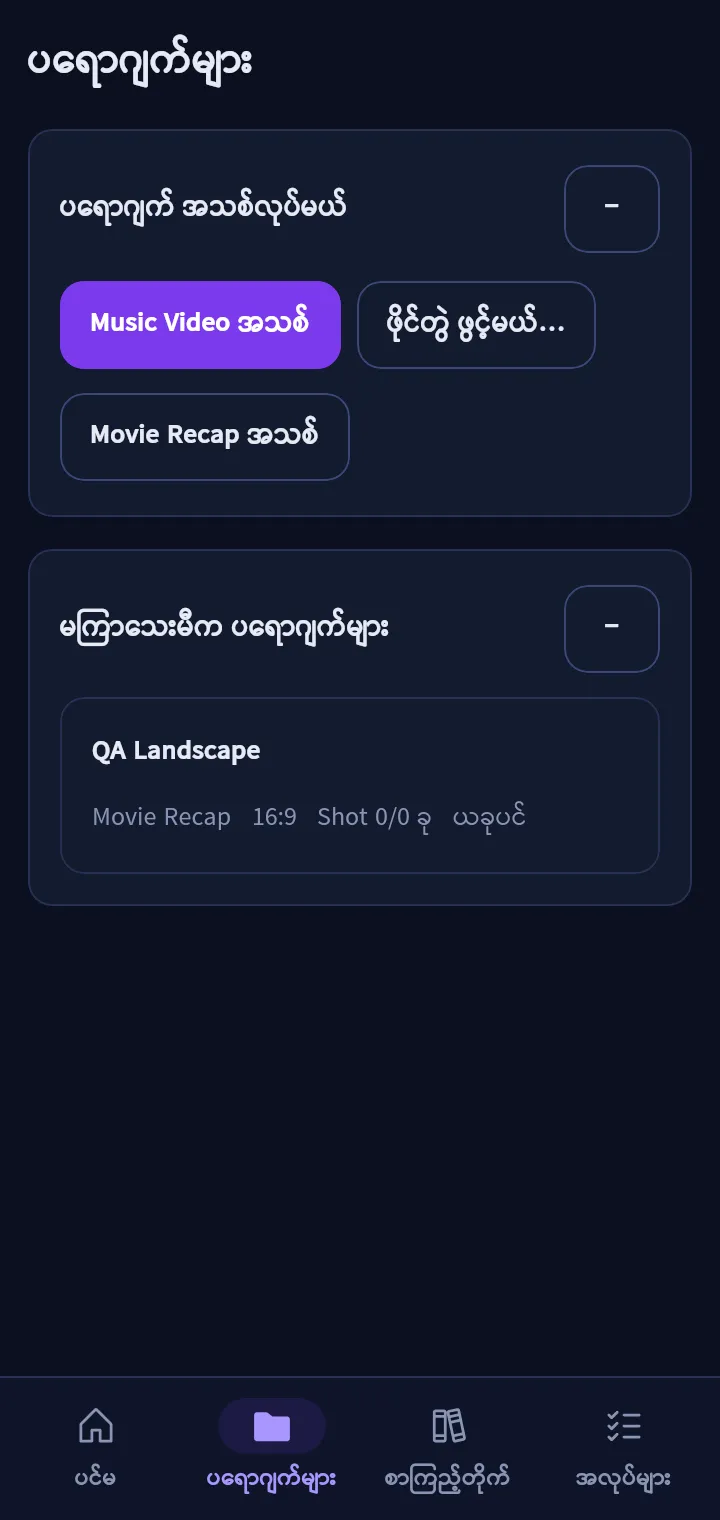 ပရောဂျက်များ
ပရောဂျက် အသစ်လုပ်မယ်
–
Music Video အသစ်
ဖိုင်တွဲ ဖွင့်မယ်...
Movie Recap အသစ်
မကြာသေးမီက ပရောဂျက်များ
–
QA Landscape
Movie Recap 16:9 Shot 0/0 ခု ယခုပင်
ပင်မ ပရောဂျက်များ စာကြည့်တိုက် အလုပ်များ